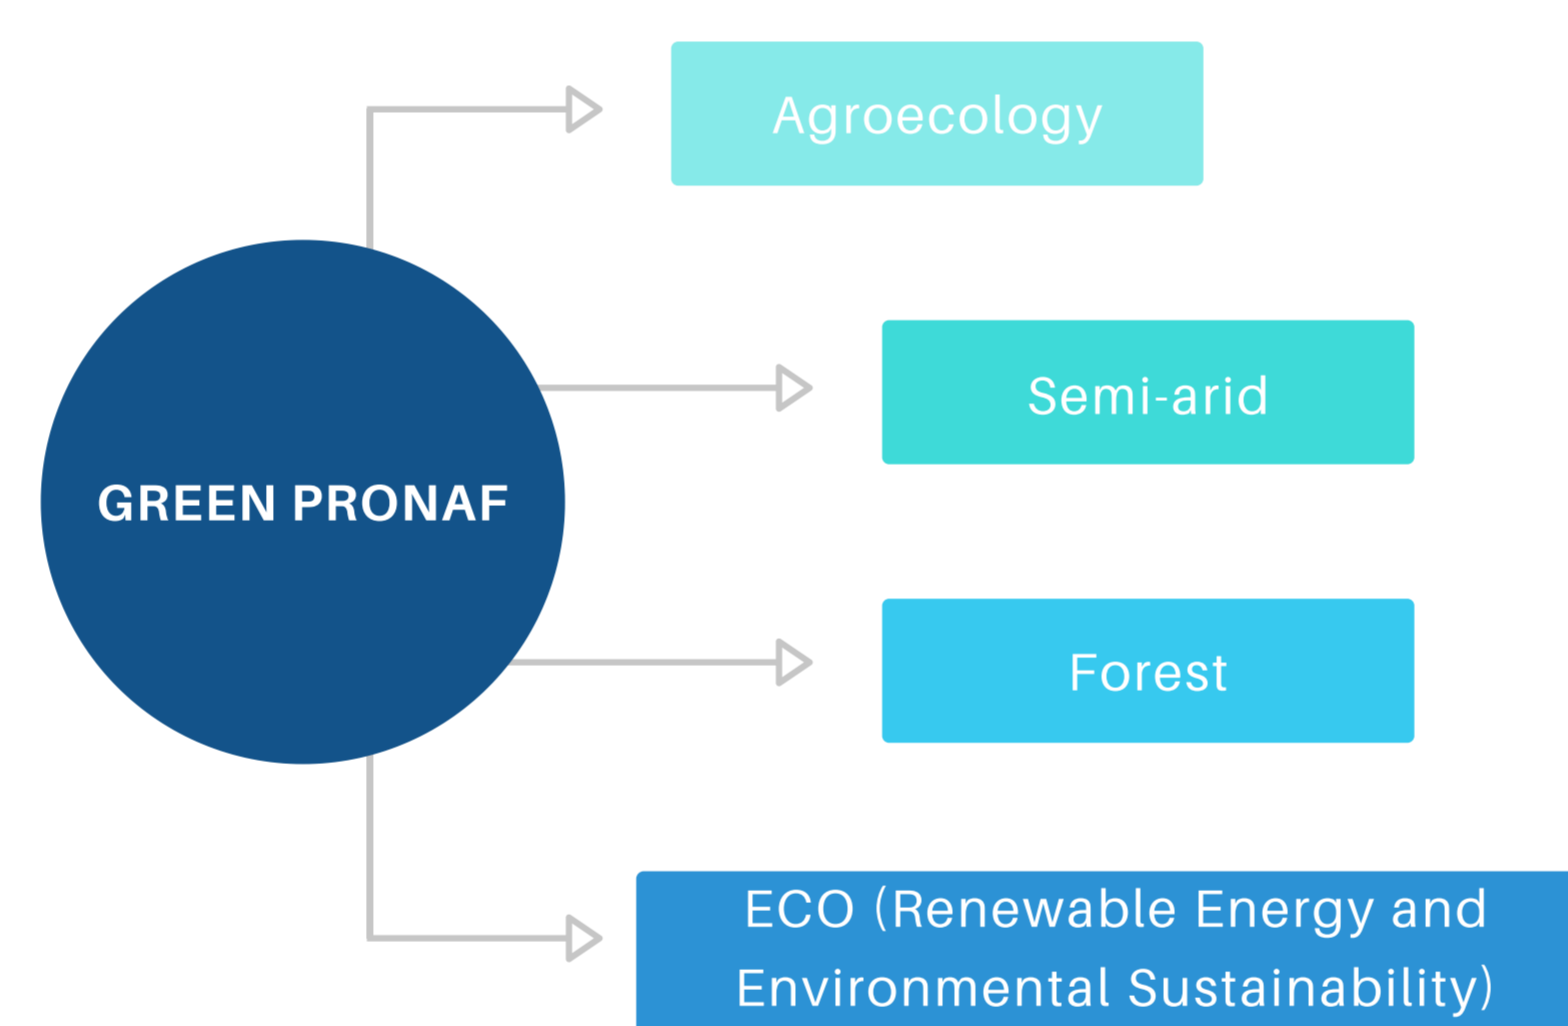 Agroecology
Semi-arid
GREEN PRONAF
Forest
ECO (Renewable Energy and
Environmental Sustainability)